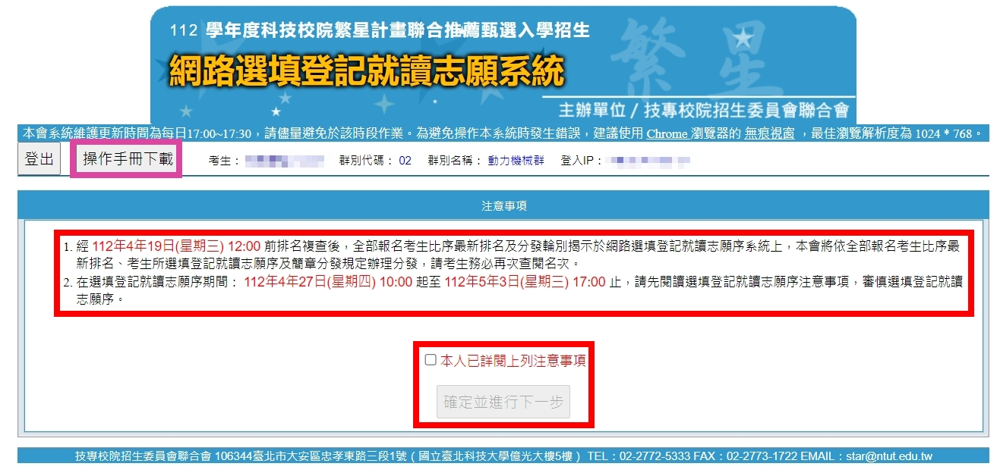 112 學年度科技校院繁星計畫聯合推薦甄選入學招生
網路選填登記就讀志願系統
繁星
主辦單位 / 技專校院招生委員會聯合會
本會系統維護更新時間為每日17:00~17:30，請儘量避免於該時段作業。為避免操作本系統時發生錯誤，建議使用 Chrome 瀏覽器的 無痕視窗 ，最佳瀏覽解析度為 1024 * 768。
登出 操作手冊下載 考生： 群別代碼： 02 群別名稱： 動力機械群 登入IP：
注意事項
1. 經 112年4年19日(星期三) 12:00 前排名複查後，全部報名考生比序最新排名及分發輪別揭示於網路選填登記就讀志願序系統上，本會將依全部報名考生比序最
新排名、考生所選填登記就讀志願序及簡章分發規定辦理分發，請考生務必再次查閱名次。
2. 在選填登記就讀志願序期間： 112年4年27日(星期四) 10:00 起至 112年5年3日(星期三) 17:00 止，請先閱讀選填登記就讀志願序注意事項，審慎選填登記就讀
志願序。
本人已詳閱上列注意事項
確定並進行下一步
技專校院招生委員會聯合會 106344臺北市大安區忠孝東路三段1號 ( 國立臺北科技大學億光大樓5樓 ) TEL：02-2772-5333 FAX：02-2773-1722 EMAIL：star@ntut.edu.tw